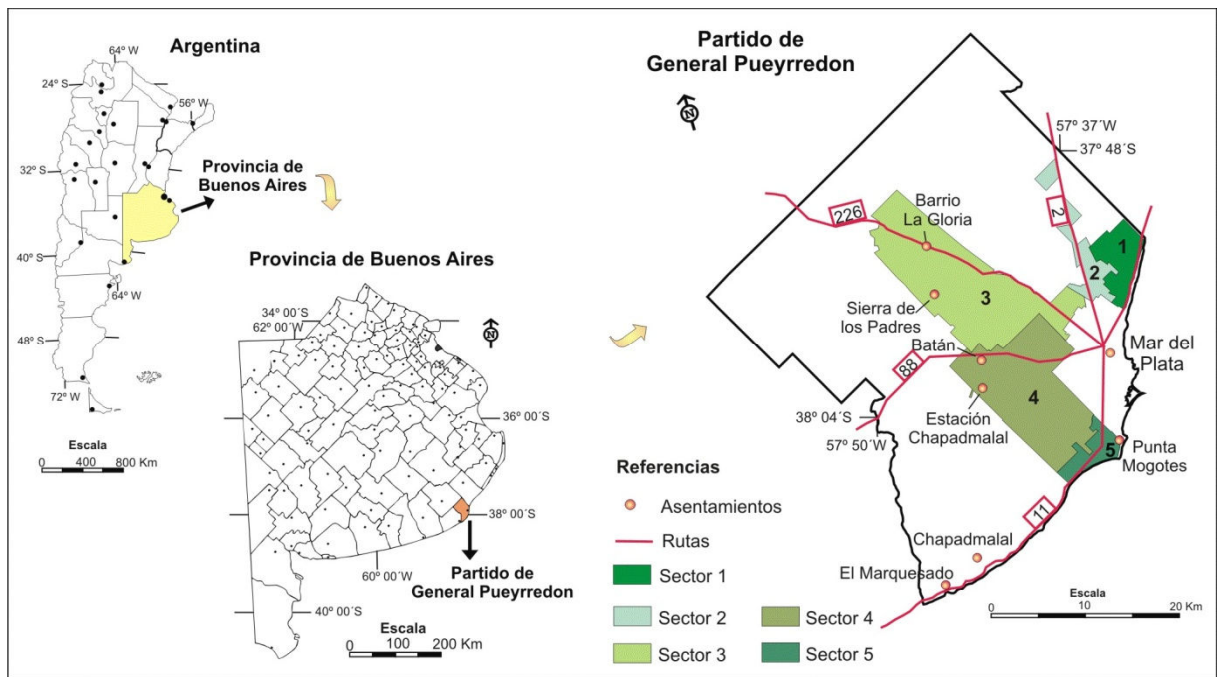 Argentina
64º W
24º S
56º W
32º S
Provincia de
Buenos Aires
40º S
64º W
48º S
72º W
Escala
0 400 800 Km
Provincia de Buenos Aires
34º 00´S
62º 00´W
N
36º 00´S
38º 00´S
60º 00´W
Partido de
General Pueyrredon
40º 00´S
Escala
0 100 200 Km
Partido de
General Pueyrredon
N
57º 37´W
37º 48´S
226
Barrio
La Gloria
2
1
2
3
Sierra de
los Padres
Batán
Mar del
Plata
88
4
Estación
Chapadmalal
38º 04´S
57º 50´W
5
Punta
Mogotes
11
Chapadmalal
El Marquesado
Referencias
Asentamientos
Rutas
Sector 1
Sector 2
Sector 3
Sector 4
Sector 5
Escala
0 10 20 Km